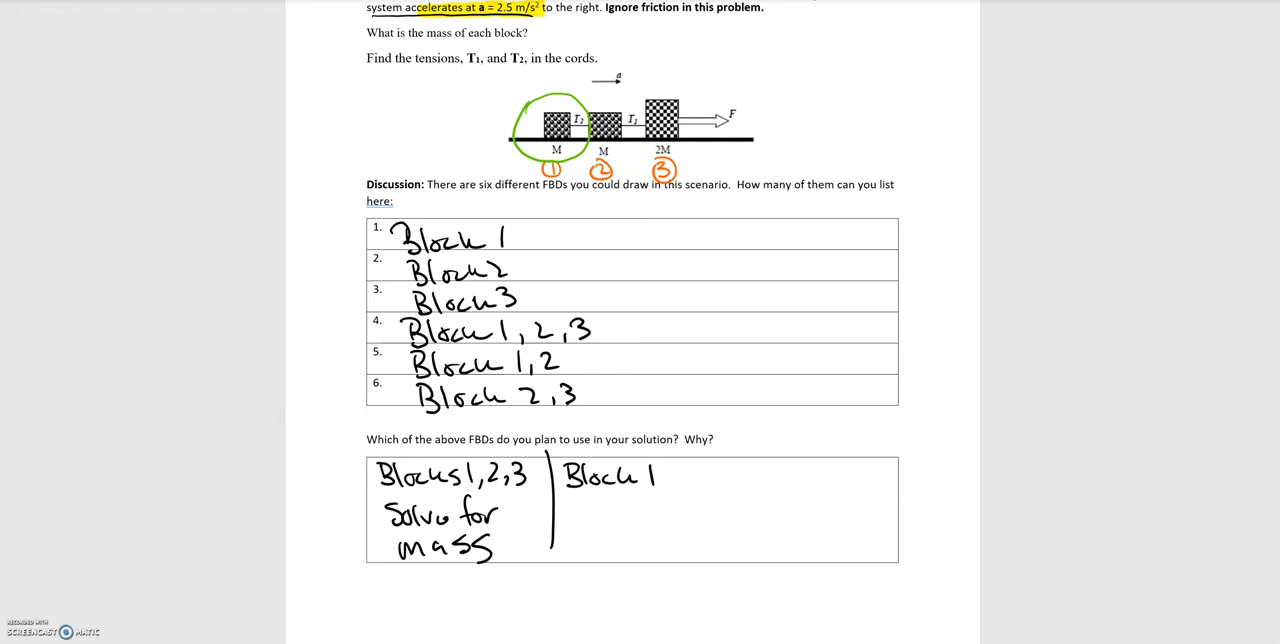 system accelerates at a = 2.5 m/s² to the right. Ignore friction in this problem.
What is the mass of each block?
Find the tensions, T₁, and T₂, in the cords.
a
T₂ T₁ F
M M 2M
1 2 3
Discussion: There are six different FBDs you could draw in this scenario. How many of them can you list
here:
1. Block 1
2. Block 2
3. Block 3
4. Block 1, 2, 3
5. Block 1, 2
6. Block 2, 3
Which of the above FBDs do you plan to use in your solution? Why?
Blocks 1, 2, 3
Solve for
mass
Block 1
RECORDED WITH
SCREENCAST MATIC